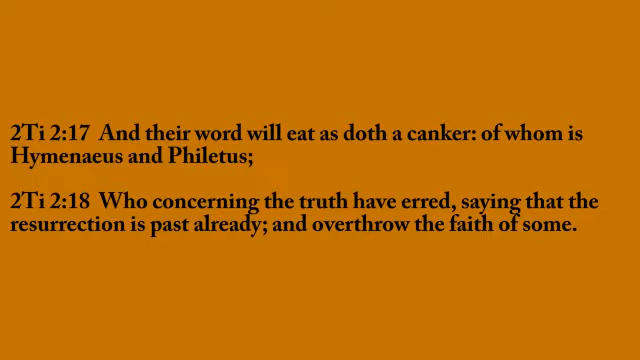 2Ti 2:17 And their word will eat as doth a canker: of whom is
Hymenaeus and Philetus;
2Ti 2:18 Who concerning the truth have erred, saying that the
resurrection is past already; and overthrow the faith of some.